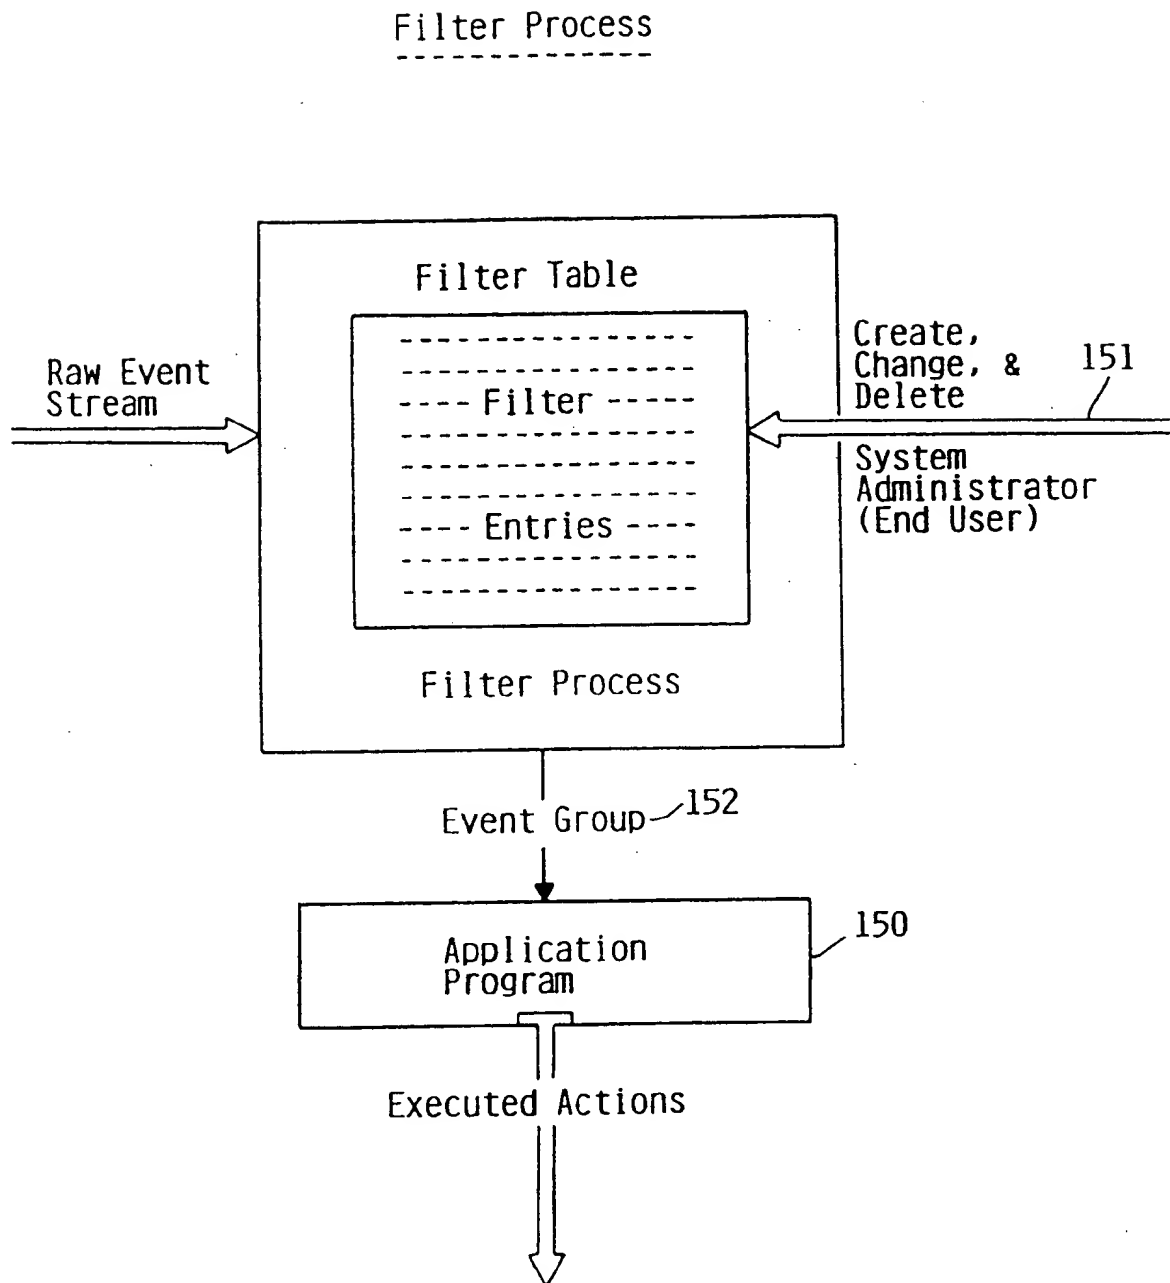 Filter Process
Filter Table
Raw Event
Stream
Filter
Entries
Create,
Change, &
Delete
151
System
Administrator
(End User)
Filter Process
Event Group
152
Application
Program
150
Executed Actions